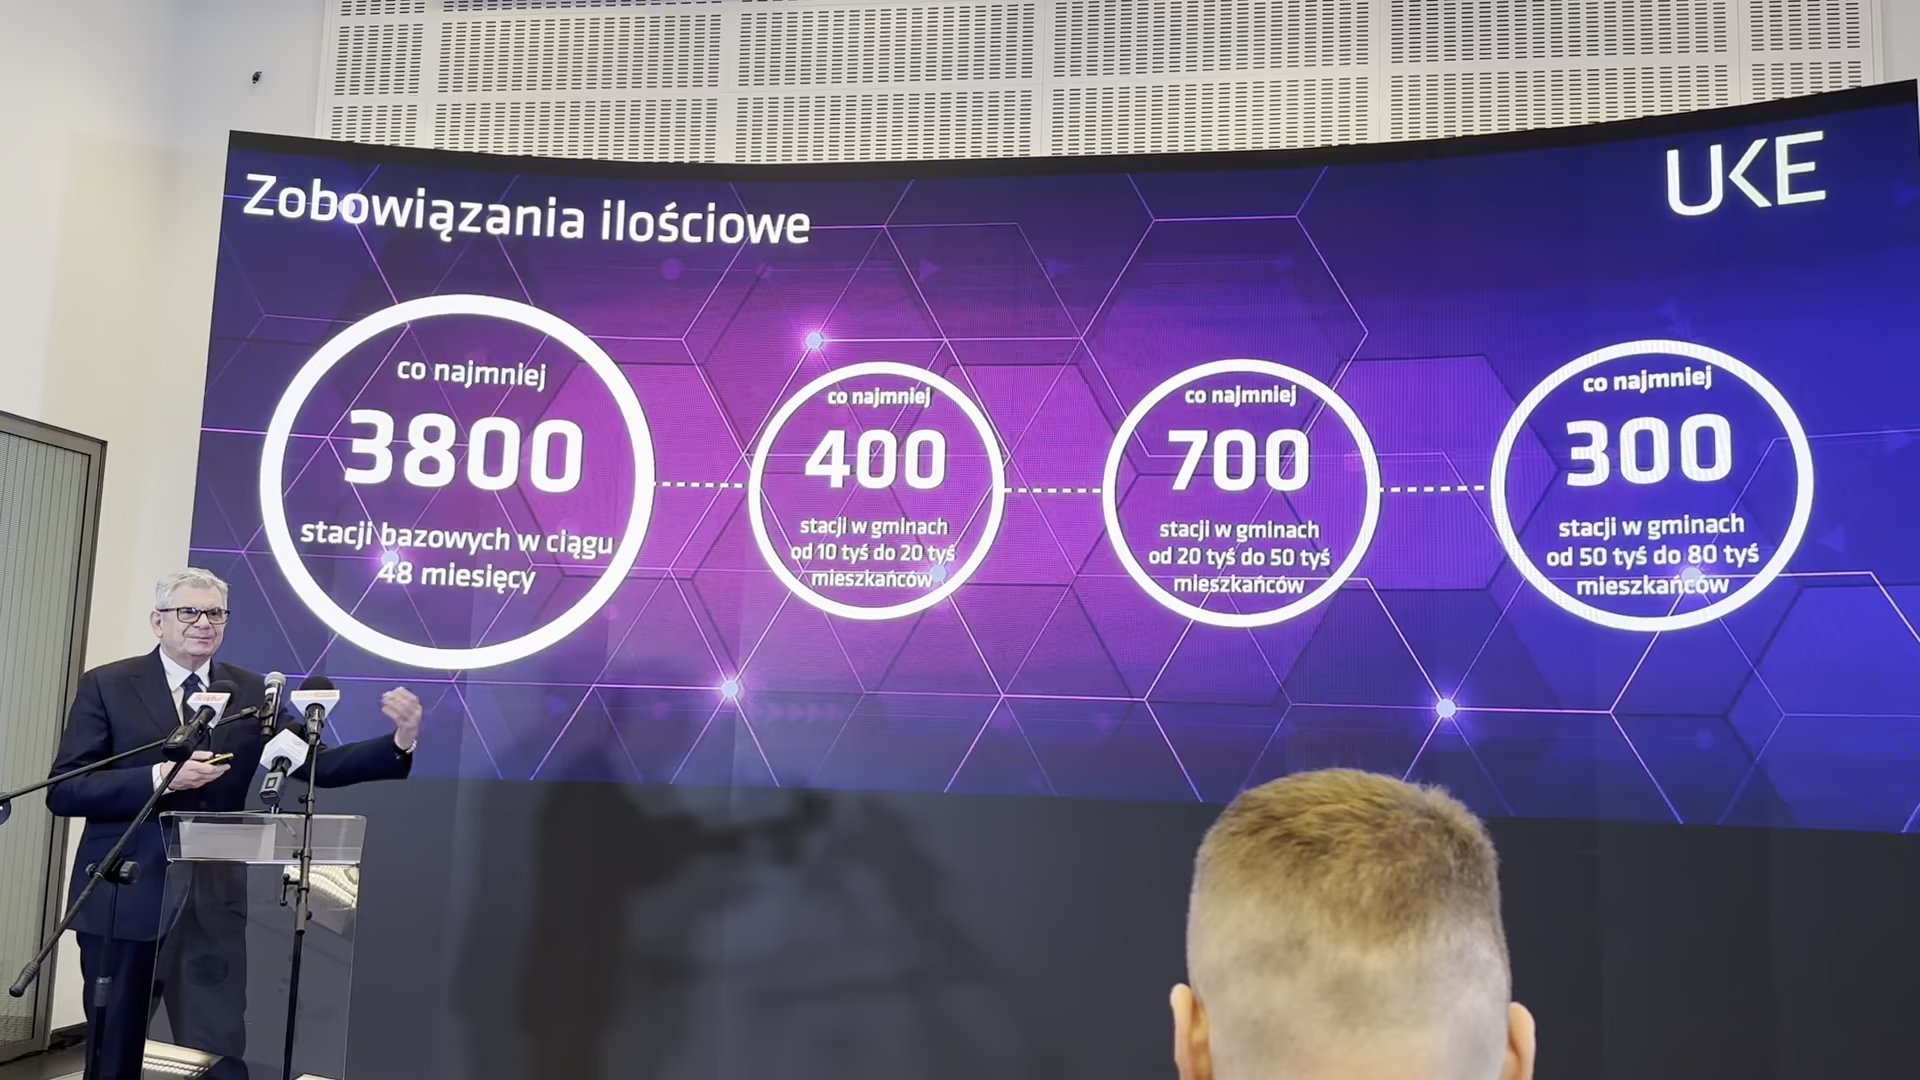 Zobowiązania ilościowe
UKE
co najmniej
3800
stacji bazowych w ciągu
48 miesięcy
co najmniej
400
stacji w gminach
od 10 tyś do 20 tyś
mieszkańców
co najmniej
700
stacji w gminach
od 20 tyś do 50 tyś
mieszkańców
co najmniej
300
stacji w gminach
od 50 tyś do 80 tyś
mieszkańców